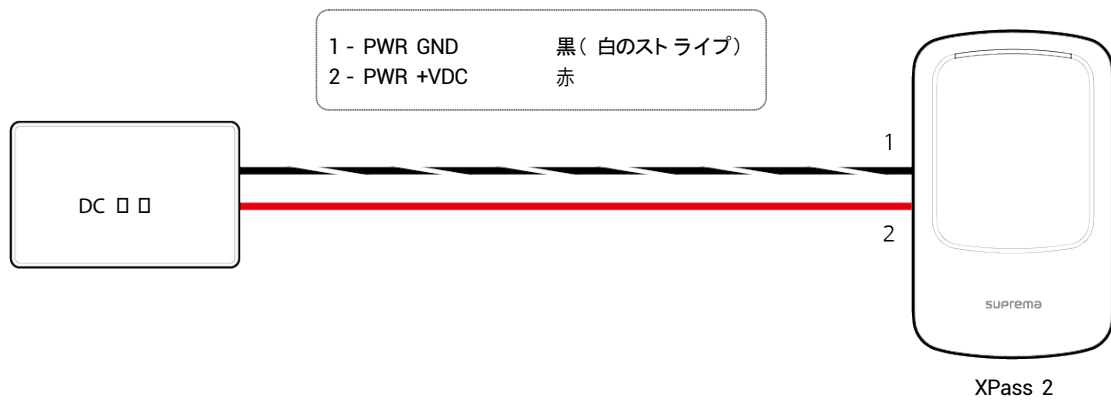 1 - PWR GND 黒(白のストライプ)
2 - PWR +VDC 赤
1
DC
2
suprema
XPass 2